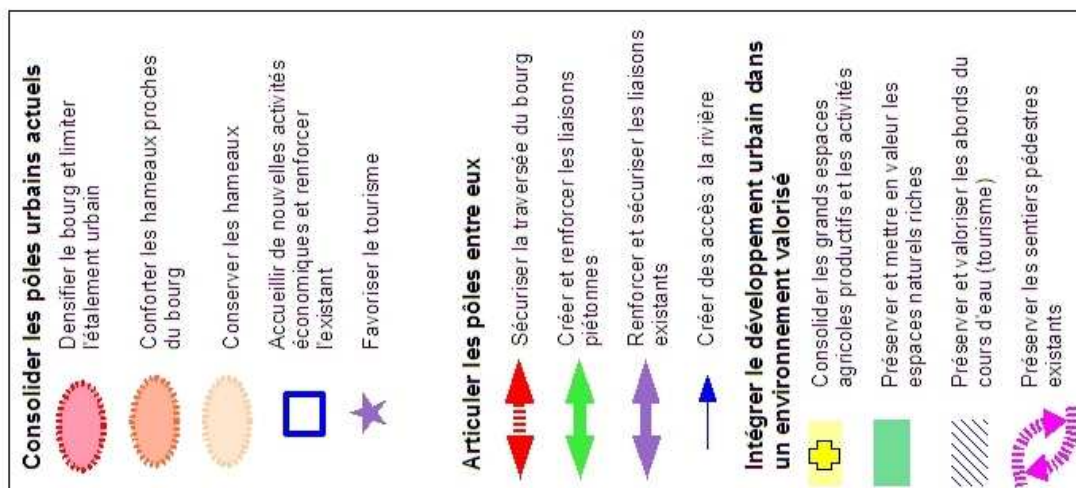 Consolider les pôles urbains actuels
Densifier le bourg et limiter
l'étalement urbain
Conforter les hameaux proches
du bourg
Conserver les hameaux
Accueillir de nouvelles activités
économiques et renforcer
l'existant
Favoriser le tourisme
Articuler les pôles entre eux
Sécuriser la traversée du bourg
Créer et renforcer les liaisons
piétonnes
Renforcer et sécuriser les liaisons
existants
Créer des accès à la rivière
Intégrer le développement urbain dans
un environnement valorisé
Consolider les grands espaces
agricoles productifs et les activités
Préserver et mettre en valeur les
espaces naturels riches
Préserver et valoriser les abords du
cours d'eau (tourisme)
Préserver les sentiers pédestres
existants